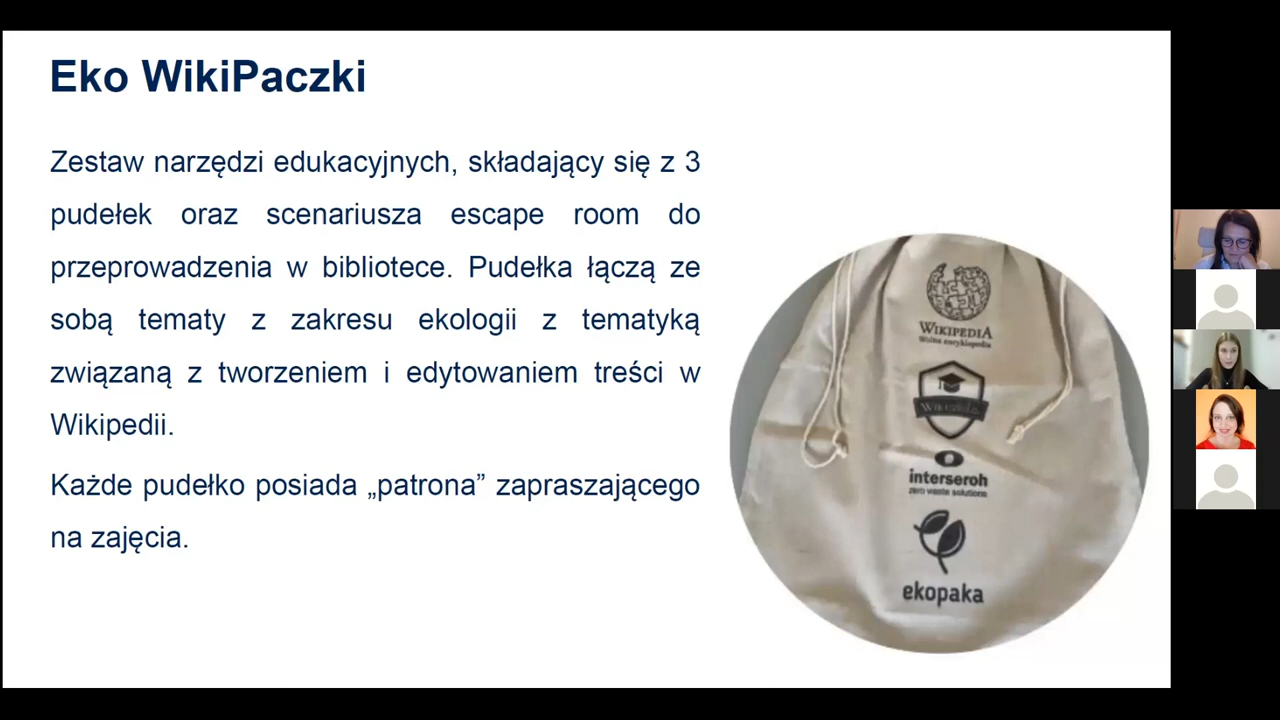 Eko WikiPaczki
Zestaw narzędzi edukacyjnych, składający się z 3
pudełek oraz scenariusza escape room do
przeprowadzenia w bibliotece. Pudełka łączą ze
sobą tematy z zakresu ekologii z tematyką
związaną z tworzeniem i edytowaniem treści w
Wikipedii.
Każde pudełko posiada „patrona” zapraszającego
na zajęcia.
WIKIPEDIA
Wolna encyklopedia
interseroh
zero waste solutions
ekopaka